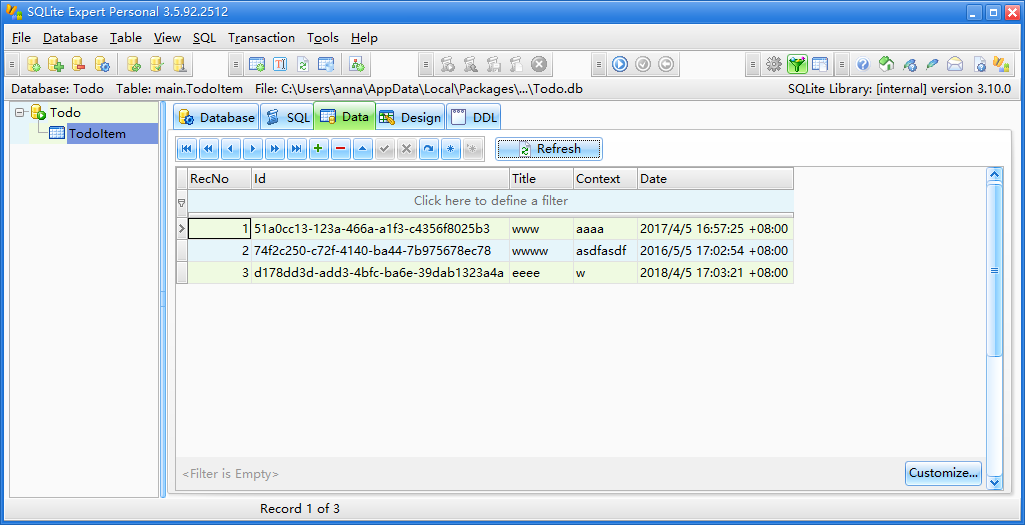 SQLite Expert Personal 3.5.92.2512
File Database Table View SQL Transaction Tools Help
Database: Todo Table: main.TodoItem File: C:\Users\anna\AppData\Local\Packages\...\Todo.db SQLite Library: [internal] version 3.10.0
Todo
TodoItem
Database SQL Data Design DDL
Refresh
RecNo Id Title Context Date
Click here to define a filter
1 51a0cc13-123a-466a-a1f3-c4356f8025b3 www aaaa 2017/4/5 16:57:25 +08:00
2 74f2c250-c72f-4140-ba44-7b975678ec78 wwww asdfasdf 2016/5/5 17:02:54 +08:00
3 d178dd3d-add3-4bfc-ba6e-39dab1323a4a eeee w 2018/4/5 17:03:21 +08:00
<Filter is Empty> Customize...
Record 1 of 3